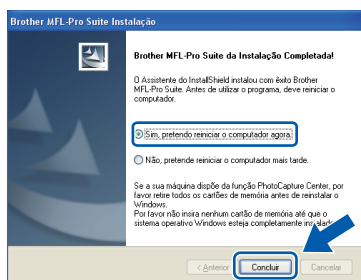 Brother MFL-Pro Suite Instalação
Brother MFL-Pro Suite da Instalação Completada!
O Assistente do InstallShield instalou com êxito Brother
MFL-Pro Suite. Antes de utilizar o programa, deve reiniciar o
computador.
Sim, pretendo reiniciar o computador agora.
Não, pretende reiniciar o computador mais tarde.
Se a sua máquina dispõe da função PhotoCapture Center, por
favor retire todos os cartões de memória antes de reinstalar o
Windows.
Por favor não insira nenhum cartão de memória até que o
sistema operativo Windows esteja completamente instalado.
< Anterior Concluir Cancelar